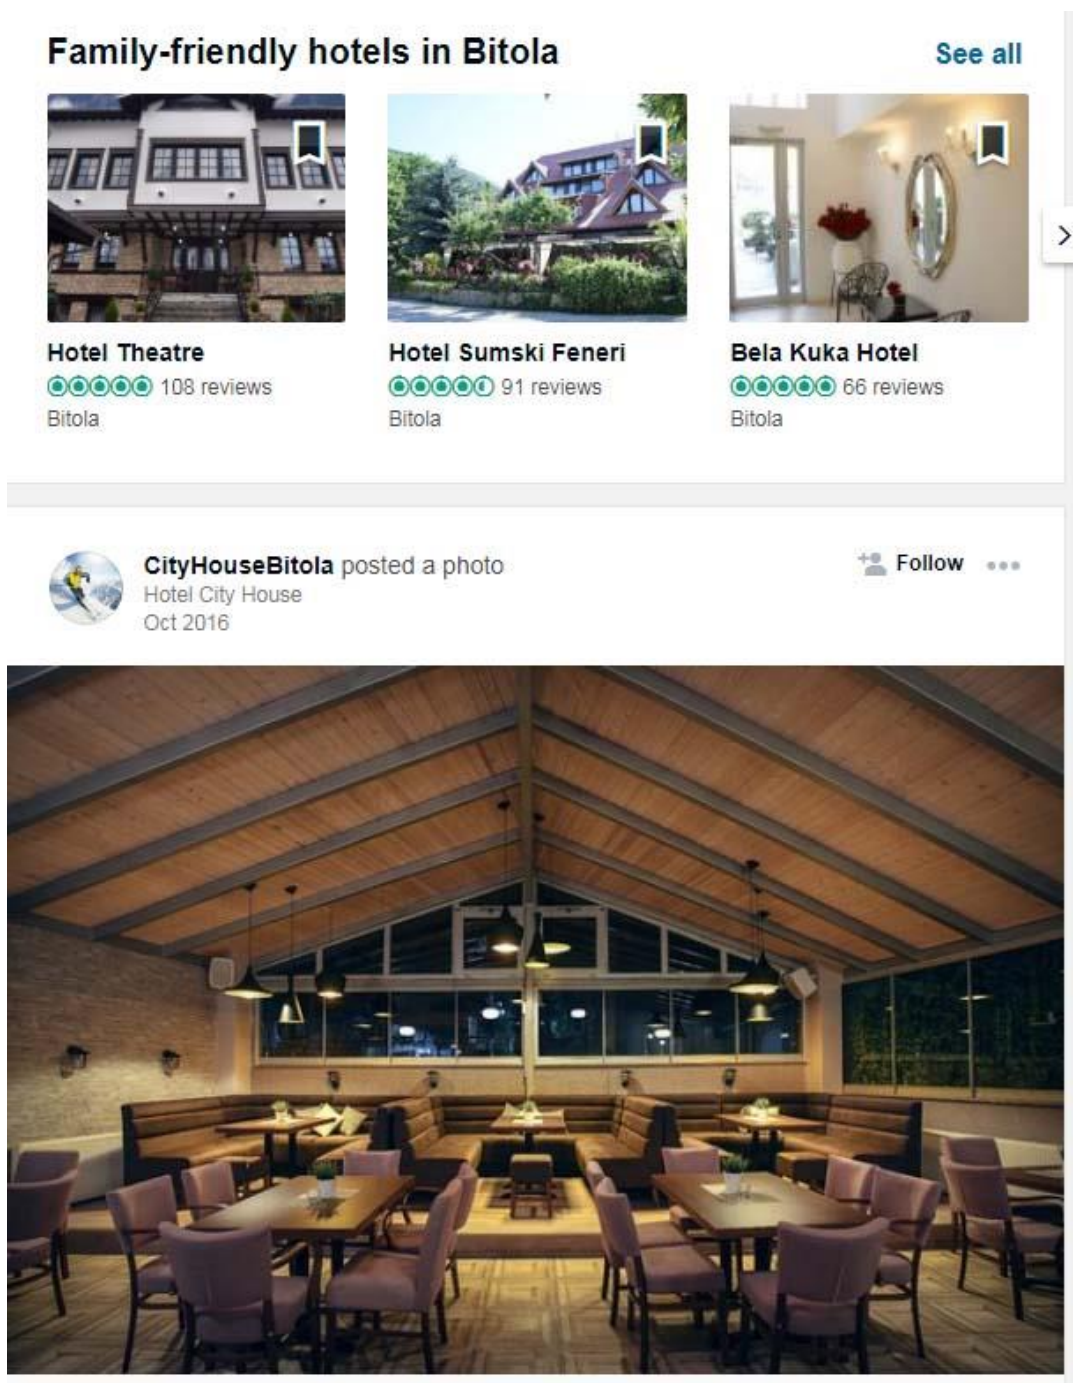 Family-friendly hotels in Bitola
See all
Hotel Theatre
108 reviews
Bitola
Hotel Sumski Feneri
91 reviews
Bitola
Bela Kuka Hotel
66 reviews
Bitola
CityHouseBitola posted a photo
Follow
Hotel City House
Oct 2016